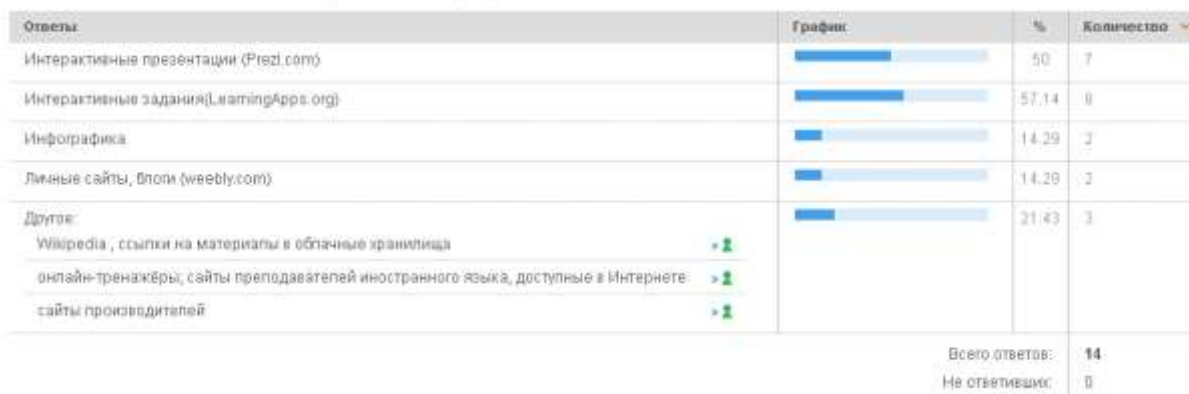 Ответы График % Количество
Интерактивные презентации (Prezi.com) 50 7
Интерактивные задания(LearningApps.org) 57.14 8
Инфографика 14.29 2
Личные сайты, блоги (weebly.com) 14.29 2
Другое: 21.43 3
Wikipedia , ссылки на материалы в облачные хранилища
онлайн-тренажёры, сайты преподавателей иностранного языка, доступные в Интернете
сайты производителей
Всего ответов: 14
Не ответивших: 0